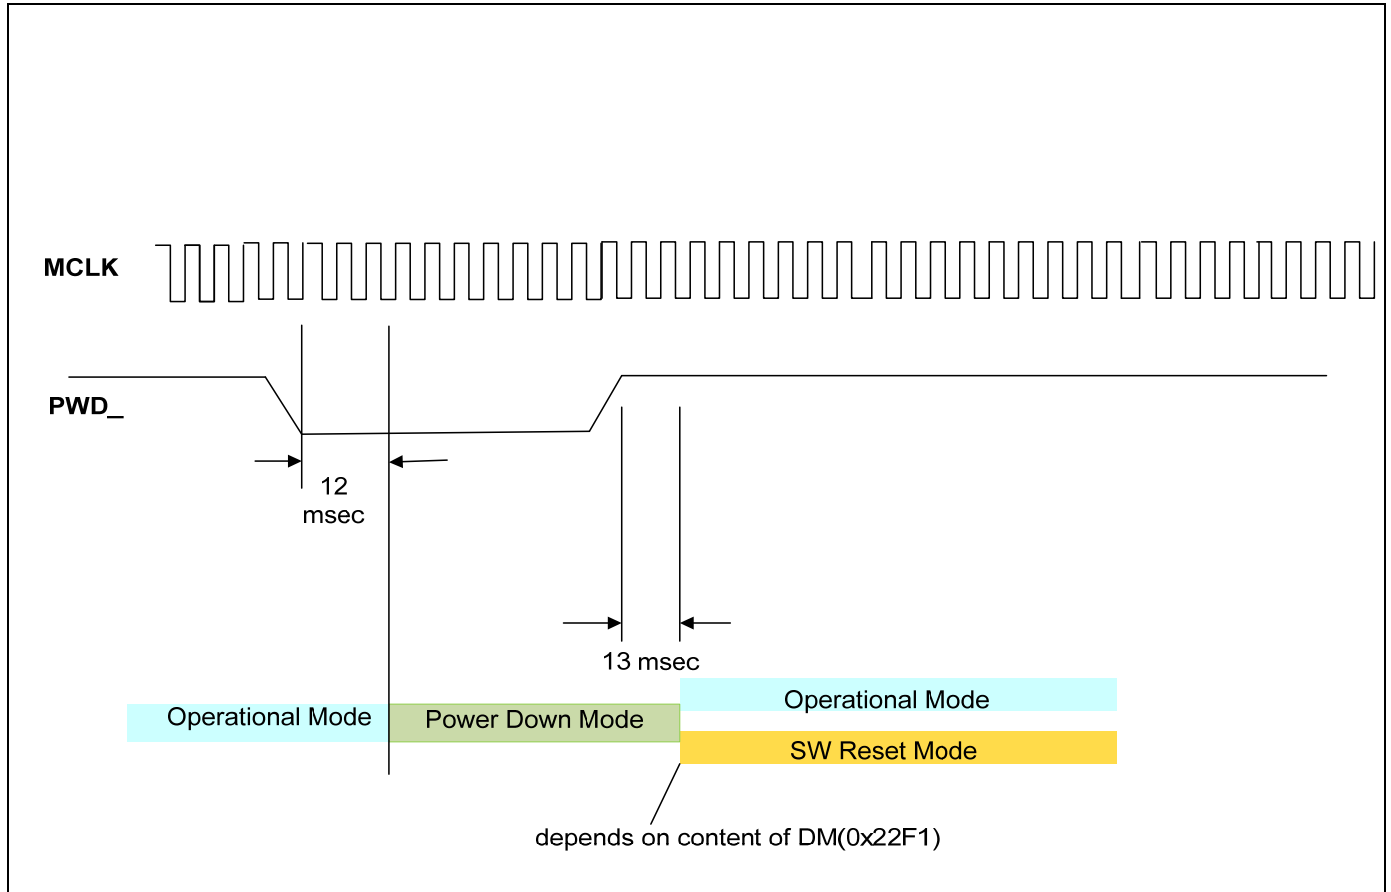 MCLK
PWD_
12
msec
13 msec
Operational Mode
Operational Mode
Power Down Mode
SW Reset Mode
depends on content of DM(0x22F1)